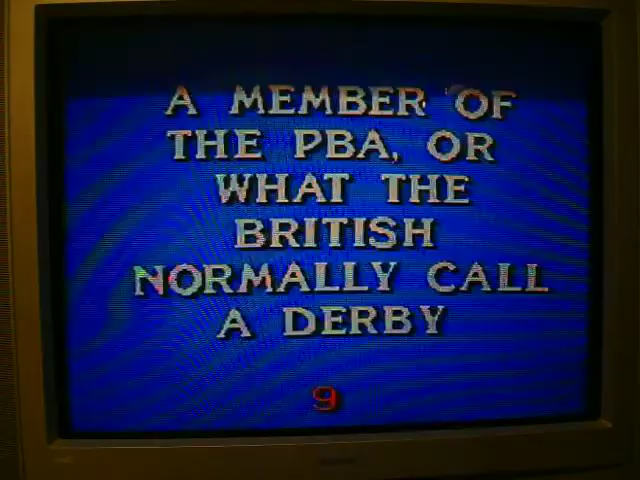 A MEMBER OF
THE PBA, OR
WHAT THE
BRITISH
NORMALLY CALL
A DERBY
9